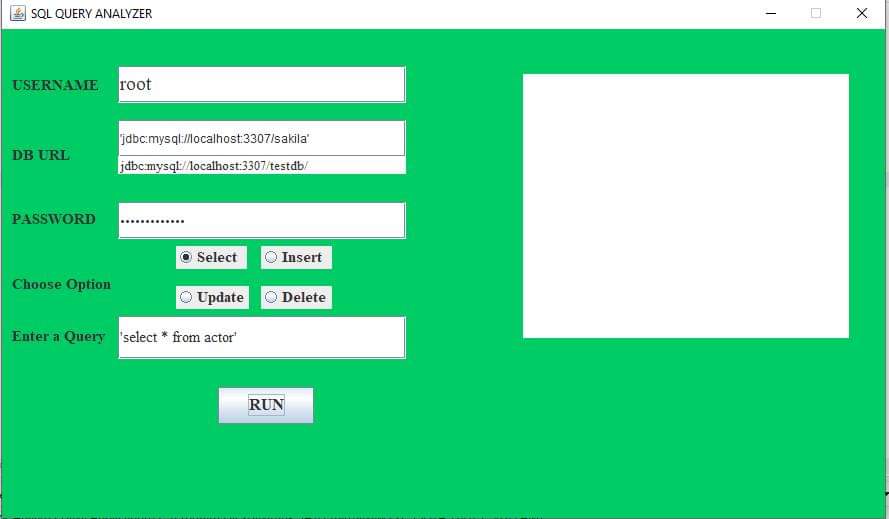 SQL QUERY ANALYZER
USERNAME
root
'jdbc:mysql://localhost:3307/sakila'
DB URL
jdbc:mysql://localhost:3307/testdb/
PASSWORD
•••••••••••••
Select
Insert
Choose Option
Update
Delete
Enter a Query
'select * from actor'
RUN